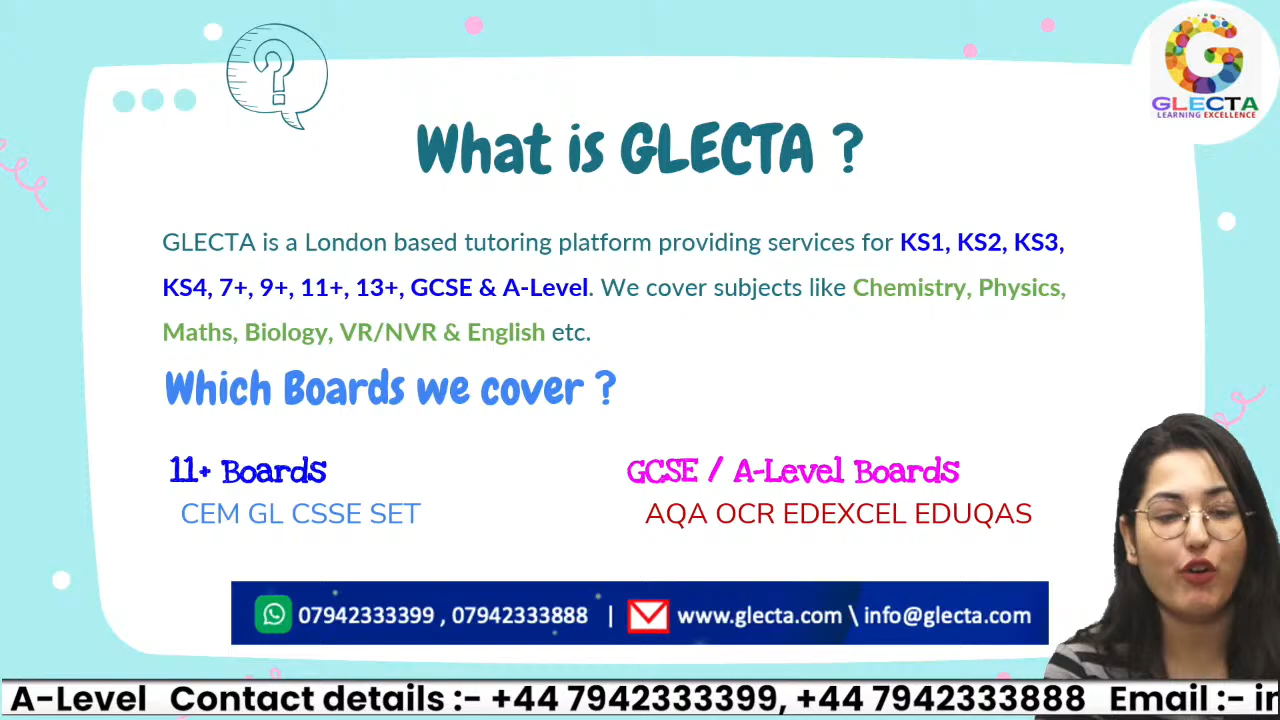 GLECTA
LEARNING EXCELLENCE
What is GLECTA ?
GLECTA is a London based tutoring platform providing services for KS1, KS2, KS3,
KS4, 7+, 9+, 11+, 13+, GCSE & A-Level. We cover subjects like Chemistry, Physics,
Maths, Biology, VR/NVR & English etc.
Which Boards we cover ?
11+ Boards
CEM GL CSSE SET
GCSE / A-Level Boards
AQA OCR EDEXCEL EDUQAS
07942333399 , 07942333888 | www.glecta.com \ info@glecta.com
A-Level Contact details :- +44 7942333399, +44 7942333888 Email :- in